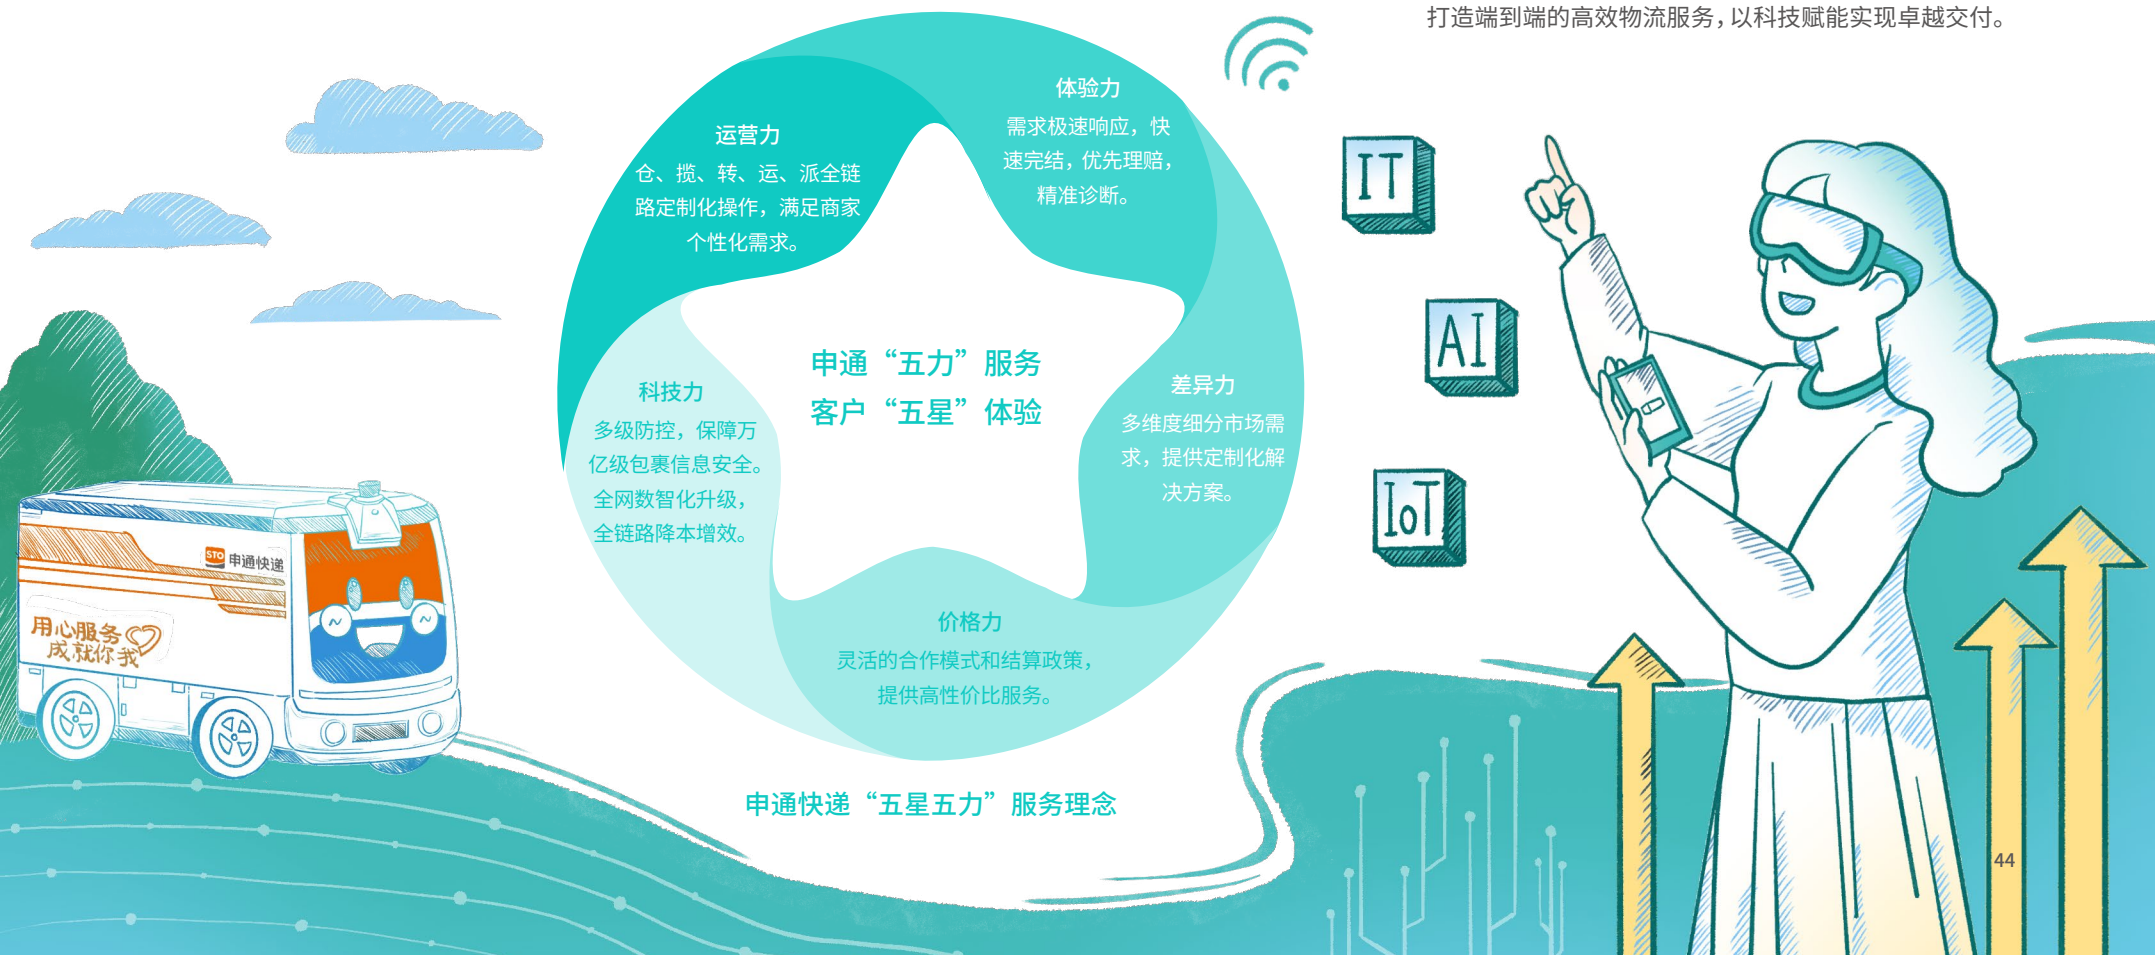 打造端到端的高效物流服务，以科技赋能实现卓越交付。
体验力
需求极速响应，快
速完结，优先理赔，
精准诊断。
运营力
仓、揽、转、运、派全链
路定制化操作，满足商家
个性化需求。
申通“五力”服务
客户“五星”体验
科技力
多级防控，保障万
亿级包裹信息安全。
全网数智化升级，
全链路降本增效。
差异力
多维度细分市场需
求，提供定制化解
决方案。
价格力
灵活的合作模式和结算政策，
提供高性价比服务。
申通快递“五星五力”服务理念
IT
AI
IoT
STO 申通快递
用心服务
成就你我
44